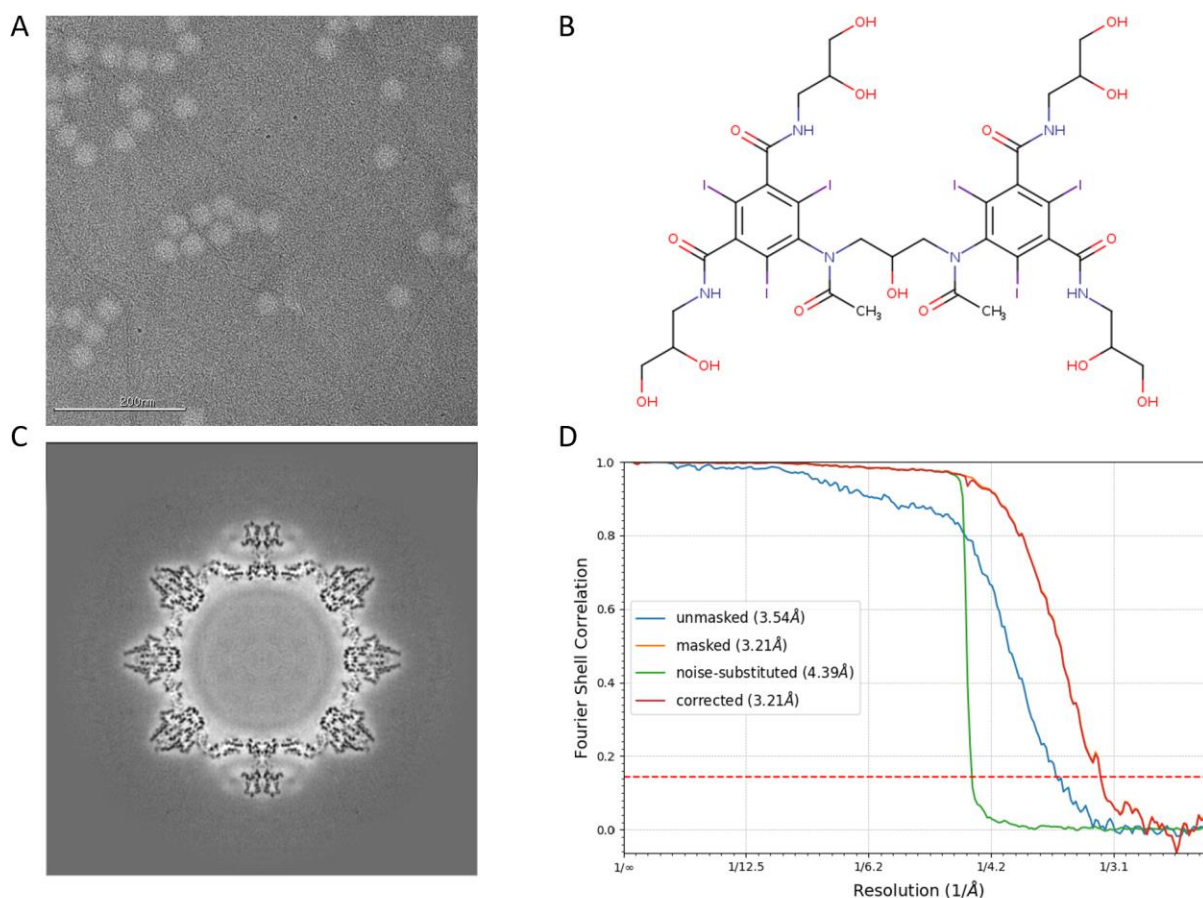 A
200nm
B
OH
OH
OH
OH
O
NH
O
NH
I
I
I
I
O
O
N
N
NH
I
O
CH3
OH
O
CH3
I
HN
OH
HO
OH
OH
C
D
1.0
0.8
0.6
0.4
0.2
0.0
Fourier Shell Correlation
unmasked (3.54Å)
masked (3.21Å)
noise-substituted (4.39Å)
corrected (3.21Å)
1/∞
1/12.5
1/6.2
1/4.2
1/3.1
Resolution (1/Å)